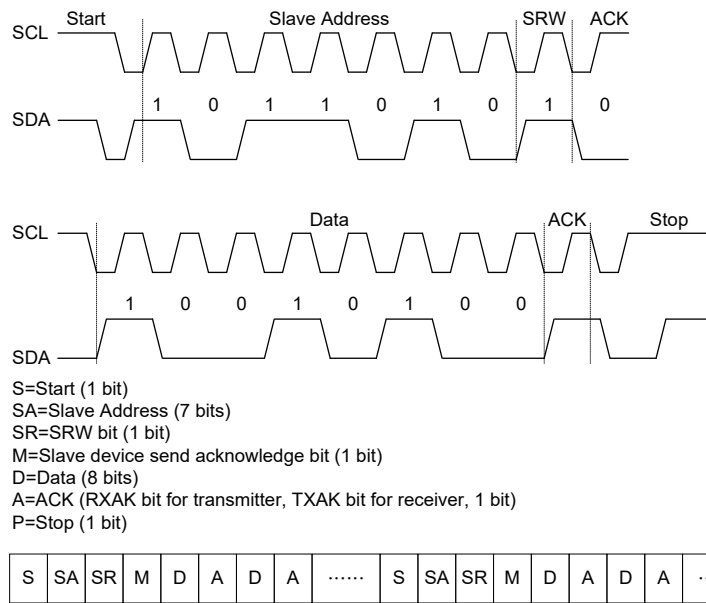 Start Slave Address SRW ACK
SCL
1 0 1 1 0 1 0 1 0
SDA
Data ACK Stop
SCL
1 0 0 1 0 1 0 0
SDA
S=Start (1 bit)
SA=Slave Address (7 bits)
SR=SRW bit (1 bit)
M=Slave device send acknowledge bit (1 bit)
D=Data (8 bits)
A=ACK (RXAK bit for transmitter, TXAK bit for receiver, 1 bit)
P=Stop (1 bit)
S SA SR M D A D A ...... S SA SR M D A D A ..